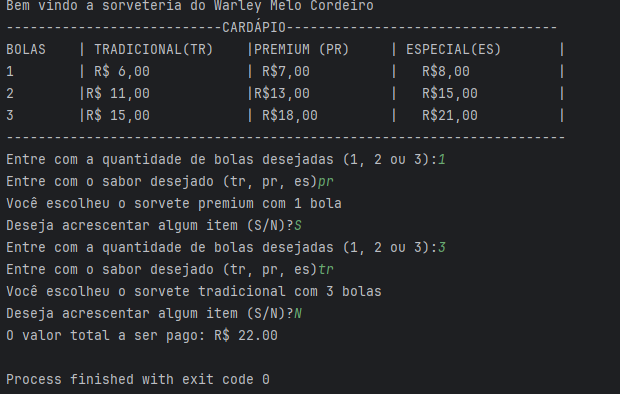 Bem vindo a sorveteria do Warley Melo Cordeiro
---------------------------CARDÁPIO----------------------------------
BOLAS    | TRADICIONAL(TR)    |PREMIUM (PR)     | ESPECIAL(ES)       |
1        | R$ 6,00            | R$7,00          |   R$8,00           |
2        |R$ 11,00            |R$13,00          |   R$15,00          |
3        |R$ 15,00            | R$18,00         |   R$21,00          |
----------------------------------------------------------------------
Entre com a quantidade de bolas desejadas (1, 2 ou 3):1
Entre com o sabor desejado (tr, pr, es)pr
Você escolheu o sorvete premium com 1 bola
Deseja acrescentar algum item (S/N)?S
Entre com a quantidade de bolas desejadas (1, 2 ou 3):3
Entre com o sabor desejado (tr, pr, es)tr
Você escolheu o sorvete tradicional com 3 bolas
Deseja acrescentar algum item (S/N)?N
O valor total a ser pago: R$ 22.00
Process finished with exit code 0